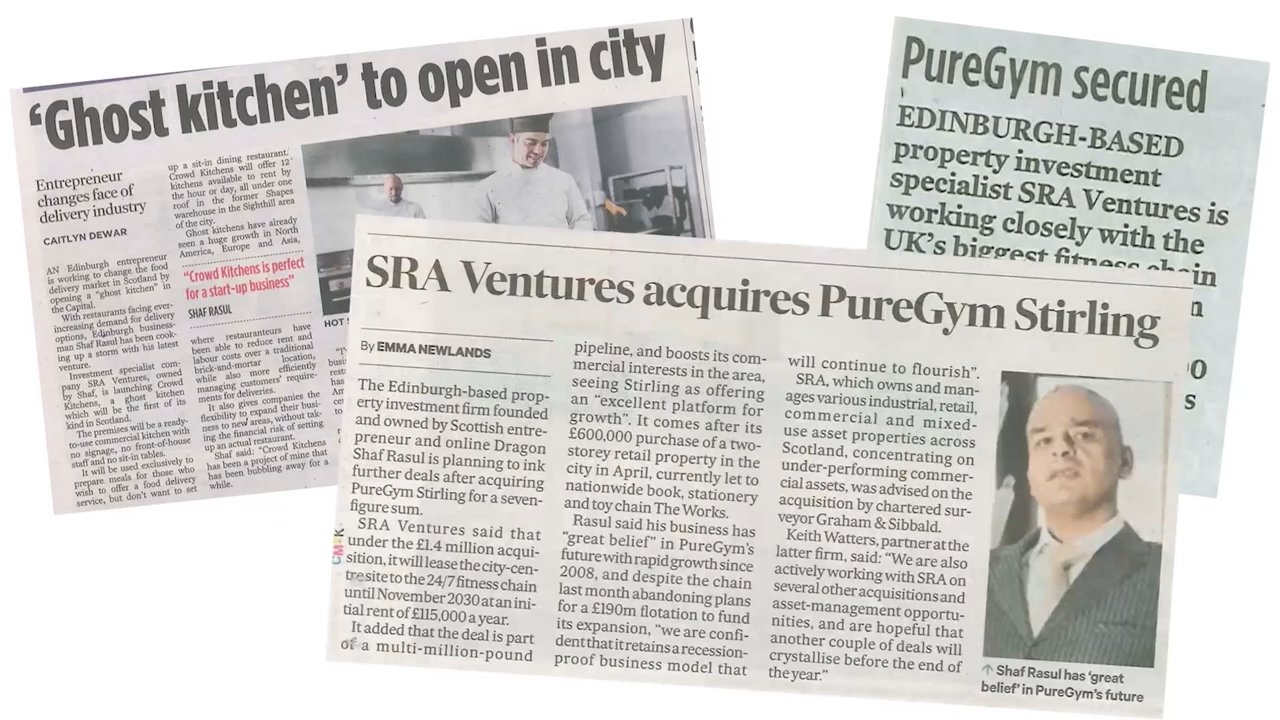 ‘Ghost kitchen’ to open in city
Entrepreneur
changes face of
delivery industry
CAITLYN DEWAR
AN Edinburgh entrepreneur
is working to change the food
delivery market in Scotland by
opening a “ghost kitchen” in
the Capital.
With restaurants facing ever-
increasing demand for delivery
options, Edinburgh business-
man Shaf Rasul has been cook-
ing up a storm with his latest
venture.
Investment specialist com-
pany SRA Ventures, owned
by Shaf, is launching Crowd
Kitchens, a ghost kitchen
which will be the first of its
kind in Scotland.
The premises will be a ready-
to-use commercial kitchen with
no signage, no front-of-house
staff and no sit-in tables.
It will be used exclusively to
prepare meals for those who
wish to offer a food delivery
service, but don’t want to set
up a sit-in dining restaurant.
Crowd Kitchens will offer 12
kitchens available to rent by
the hour or day, all under one
roof in the former Shapes
warehouse in the Sighthill area
of the city.
Ghost kitchens have already
seen a huge growth in North
America, Europe and Asia,
“Crowd Kitchens is perfect
for a start-up business”
SHAF RASUL
where restauranteurs have
been able to reduce rent and
labour costs over a traditional
brick-and-mortar location,
while also more efficiently
managing customers’ require-
ments for deliveries.
It also gives companies the
flexibility to expand their busi-
ness to new areas, without tak-
ing the financial risk of setting
up an actual restaurant.
Shaf said: “Crowd Kitchens
has been a project of mine that
has been bubbling away for a
while.
HOT
PureGym secured
EDINBURGH-BASED
property investment
specialist SRA Ventures is
working closely with the
UK’s biggest fitness chain
SRA Ventures acquires PureGym Stirling
By EMMA NEWLANDS
The Edinburgh-based prop-
erty investment firm founded
and owned by Scottish entre-
preneur and online Dragon
Shaf Rasul is planning to ink
further deals after acquiring
PureGym Stirling for a seven-
figure sum.
SRA Ventures said that
under the £1.4 million acqui-
sition, it will lease the city-cen-
tre site to the 24/7 fitness chain
until November 2030 at an ini-
tial rent of £115,000 a year.
It added that the deal is part
of a multi-million-pound
pipeline, and boosts its com-
mercial interests in the area,
seeing Stirling as offering
an “excellent platform for
growth”. It comes after its
£600,000 purchase of a two-
storey retail property in the
city in April, currently let to
nationwide book, stationery
and toy chain The Works.
Rasul said his business has
“great belief” in PureGym’s
future with rapid growth since
2008, and despite the chain
last month abandoning plans
for a £190m flotation to fund
its expansion, “we are confi-
dent that it retains a recession-
proof business model that
will continue to flourish”.
SRA, which owns and man-
ages various industrial, retail,
commercial and mixed-
use asset properties across
Scotland, concentrating on
under-performing commer-
cial assets, was advised on the
acquisition by chartered sur-
veyor Graham & Sibbald.
Keith Watters, partner at the
latter firm, said: “We are also
actively working with SRA on
several other acquisitions and
asset-management opportu-
nities, and are hopeful that
another couple of deals will
crystallise before the end of
the year.”
Shaf Rasul has ‘great
belief’ in PureGym’s future